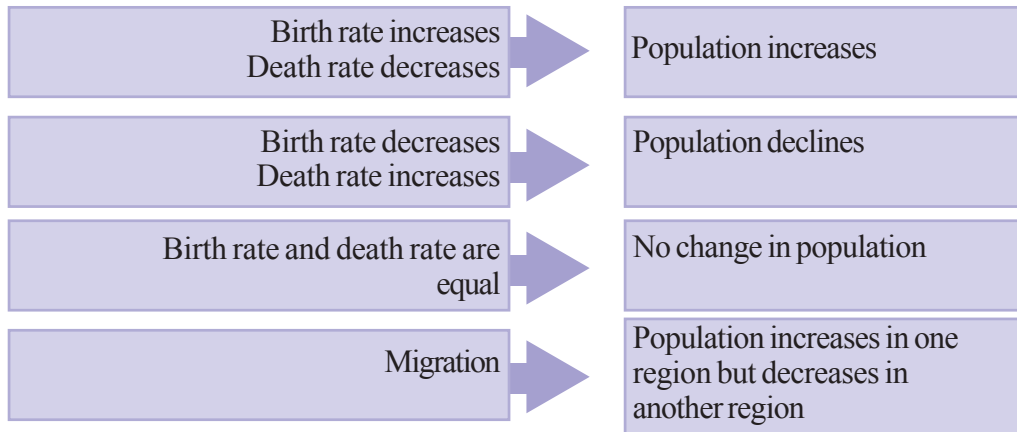 Birth rate increases
Death rate decreases
Population increases
Birth rate decreases
Death rate increases
Population declines
Birth rate and death rate are
equal
No change in population
Migration
Population increases in one
region but decreases in
another region